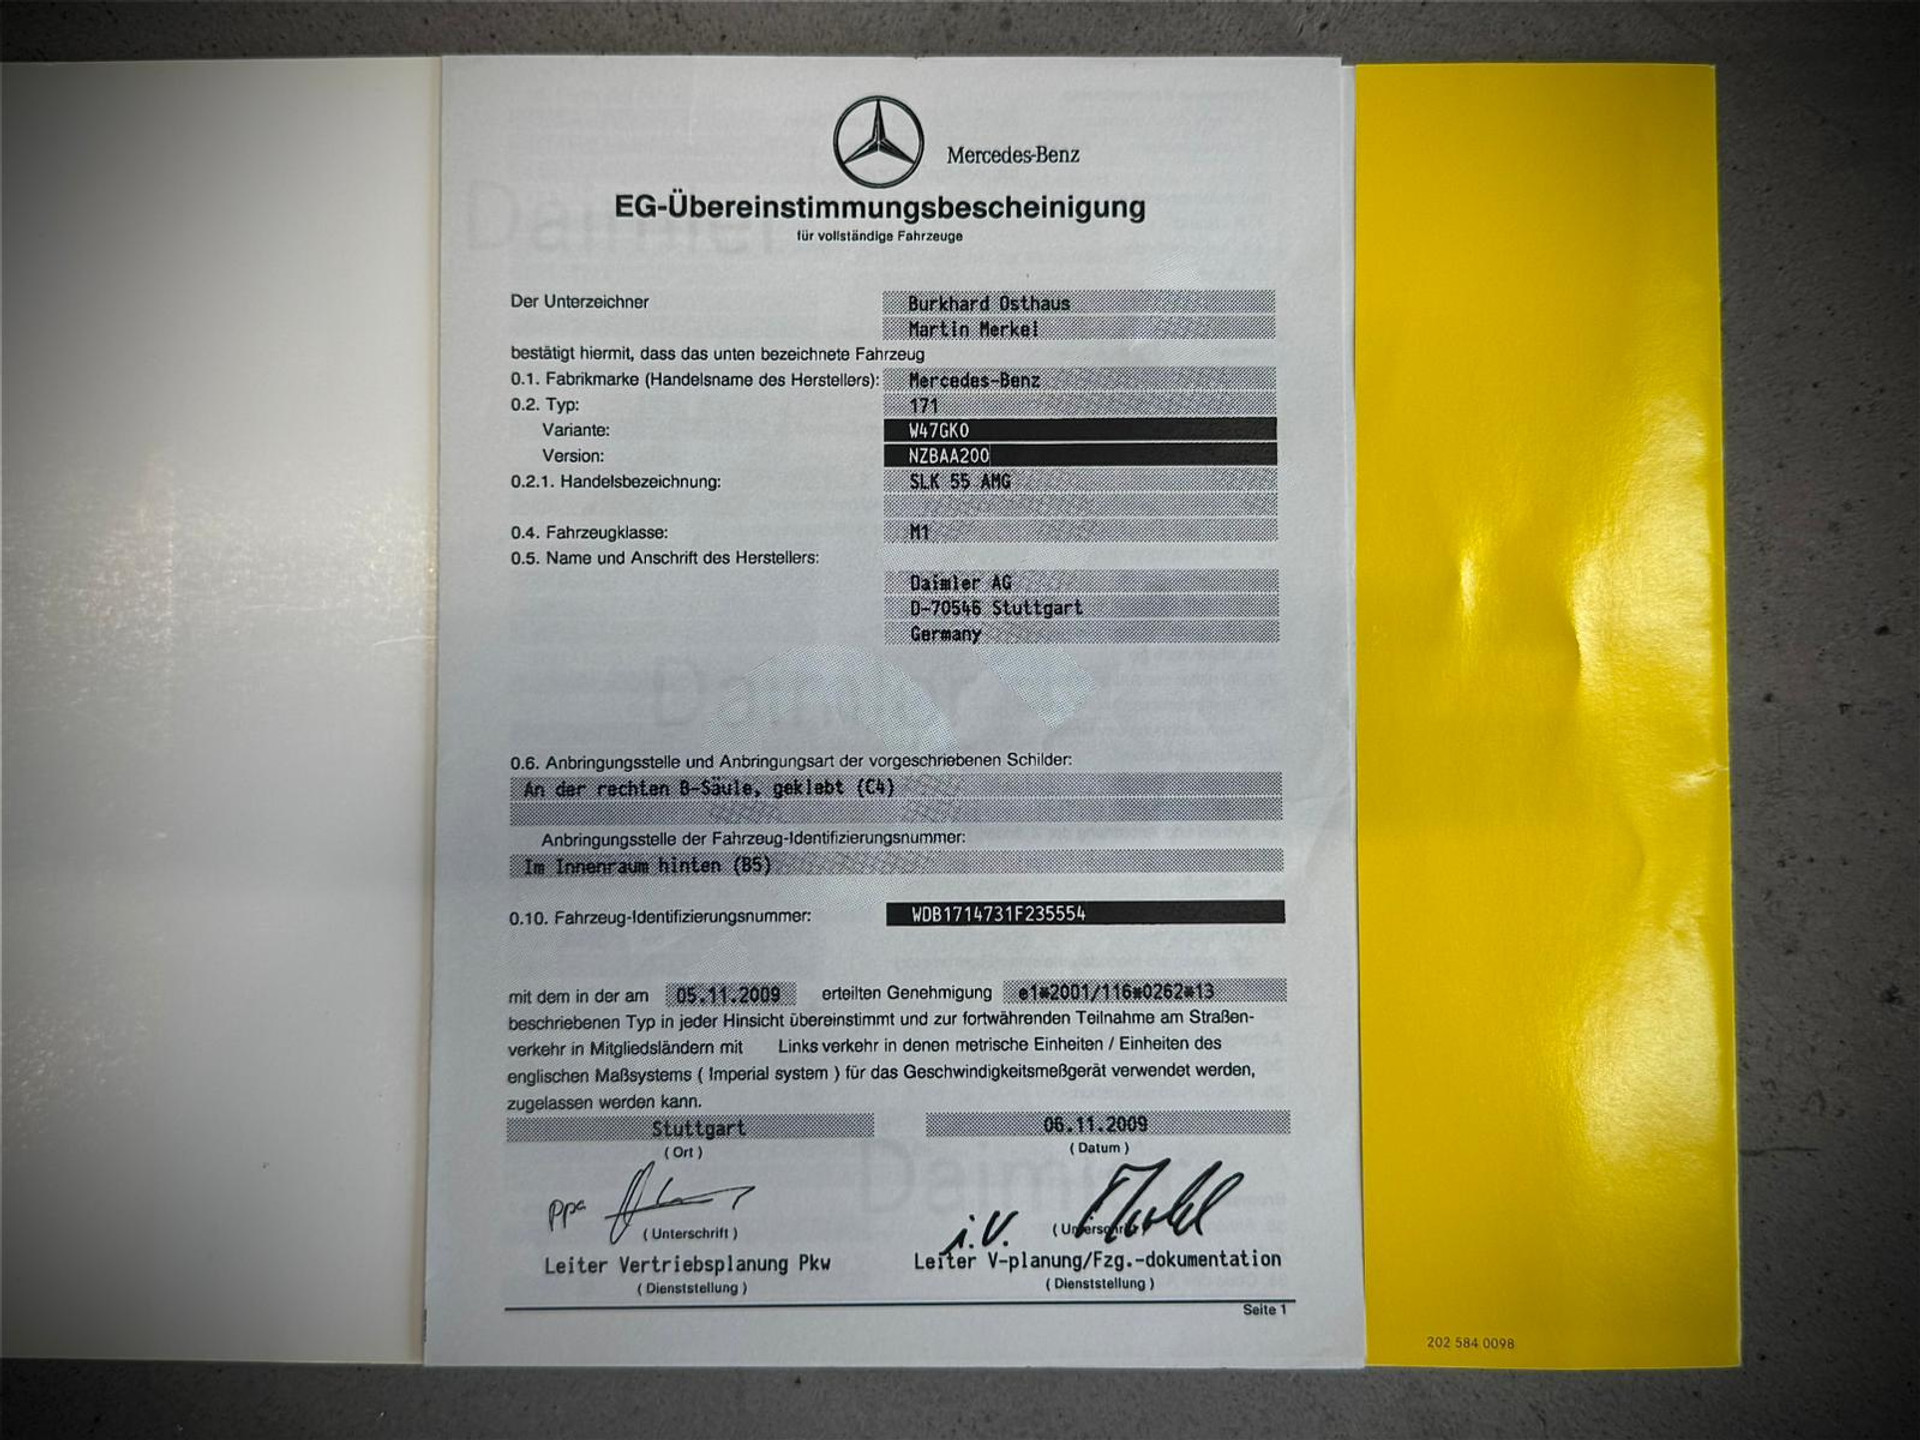 Mercedes-Benz
EG-Übereinstimmungsbescheinigung
für vollständige Fahrzeuge
Der Unterzeichner Burkhard Osthaus
Martin Merkel
bestätigt hiermit, dass das unten bezeichnete Fahrzeug
0.1. Fabrikmarke (Handelsname des Herstellers): Mercedes-Benz
0.2. Typ: 171
Variante: W47GK0
Version: NZBAA200
0.2.1. Handelsbezeichnung: SLK 55 AMG
0.4. Fahrzeugklasse: M1
0.5. Name und Anschrift des Herstellers:
Daimler AG
D-70546 Stuttgart
Germany
Daimler
0.6. Anbringungsstelle und Anbringungsart der vorgeschriebenen Schilder:
An der rechten B-Säule, geklebt (C4)
Anbringungsstelle der Fahrzeug-Identifizierungsnummer:
Im Innenraum hinten (B5)
0.10. Fahrzeug-Identifizierungsnummer: WDB1714731F235554
mit dem in der am 05.11.2009 erteilten Genehmigung e1*2001/116*0262*13
beschriebenen Typ in jeder Hinsicht übereinstimmt und zur fortwährenden Teilnahme am Straßen-
verkehr in Mitgliedsländern mit Links verkehr in denen metrische Einheiten / Einheiten des
englischen Maßsystems ( Imperial system ) für das Geschwindigkeitsmeßgerät verwendet werden,
zugelassen werden kann.
Stuttgart 06.11.2009
( Ort ) ( Datum )
ppa i.V.
( Unterschrift ) ( Unterschrift )
Leiter Vertriebsplanung Pkw Leiter V-planung/Fzg.-dokumentation
( Dienststellung ) ( Dienststellung )
Seite 1
202 584 0098